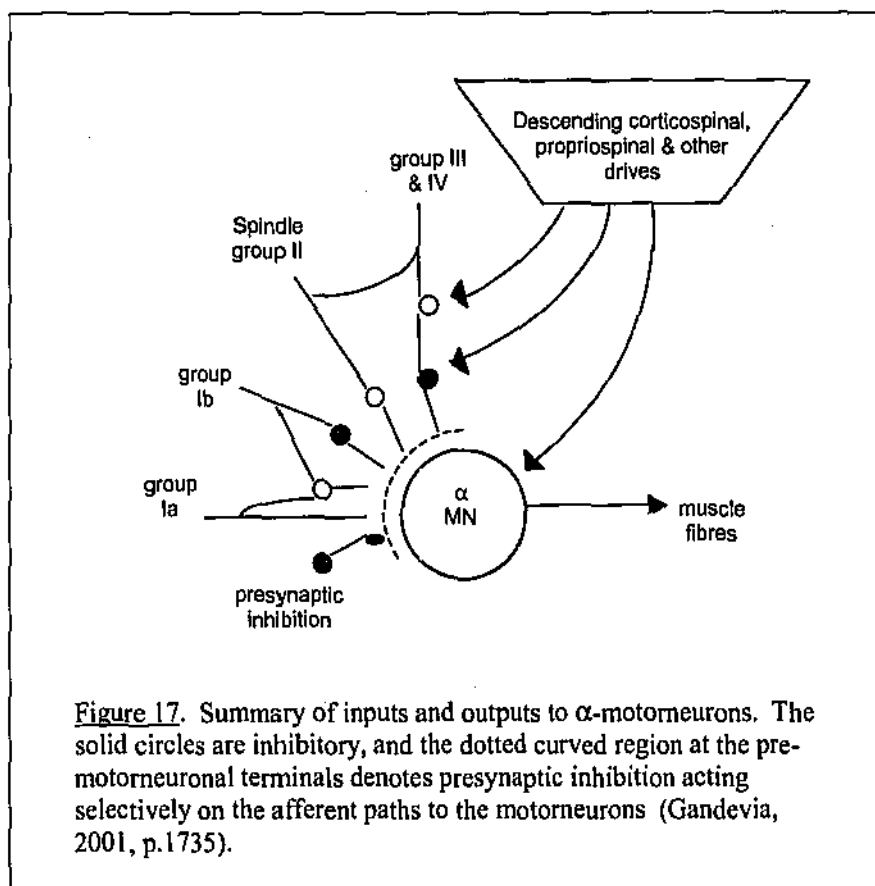 Descending corticospinal,
propriospinal & other
drives
group III
& IV
Spindle
group II
group
Ib
group
Ia
α
MN
muscle
fibres
presynaptic
inhibition
Figure 17. Summary of inputs and outputs to α-motorneurons. The
solid circles are inhibitory, and the dotted curved region at the pre-
motorneuronal terminals denotes presynaptic inhibition acting
selectively on the afferent paths to the motorneurons (Gandevia,
2001, p.1735).